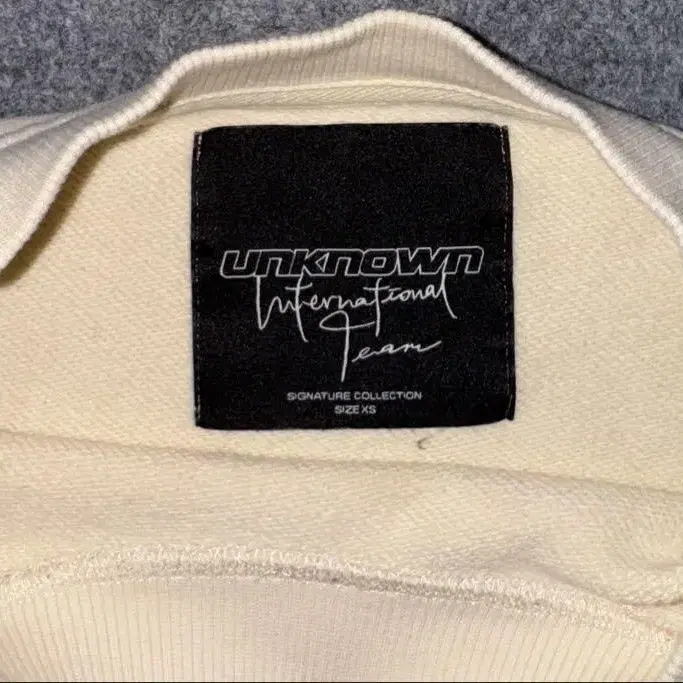 UNKNOWN
International
Team
SIGNATURE COLLECTION
SIZE XS